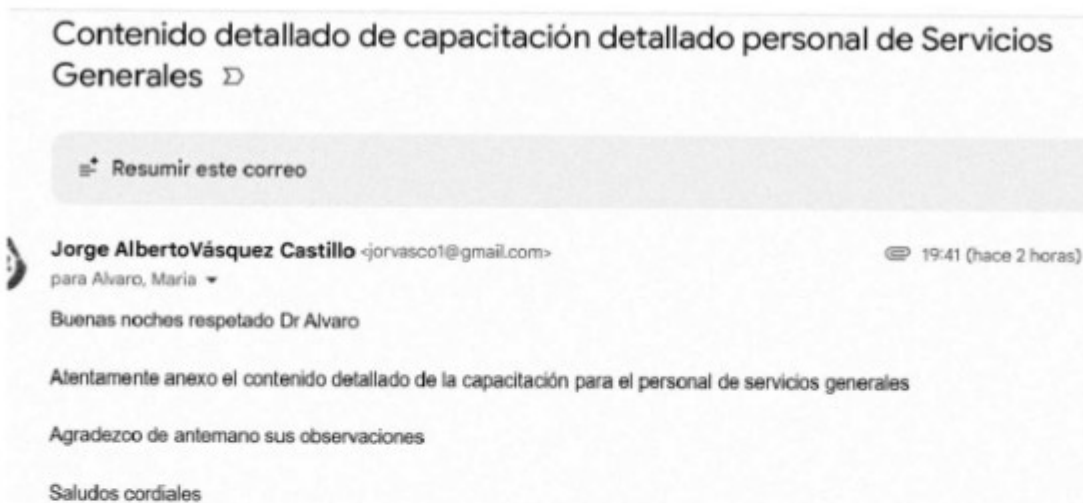 Contenido detallado de capacitación detallado personal de Servicios
Generales
Resumir este correo
Jorge AlbertoVásquez Castillo <jorvasco1@gmail.com>
19:41 (hace 2 horas)
para Alvaro, Maria
Buenas noches respetado Dr Alvaro
Atentamente anexo el contenido detallado de la capacitación para el personal de servicios generales
Agradezco de antemano sus observaciones
Saludos cordiales